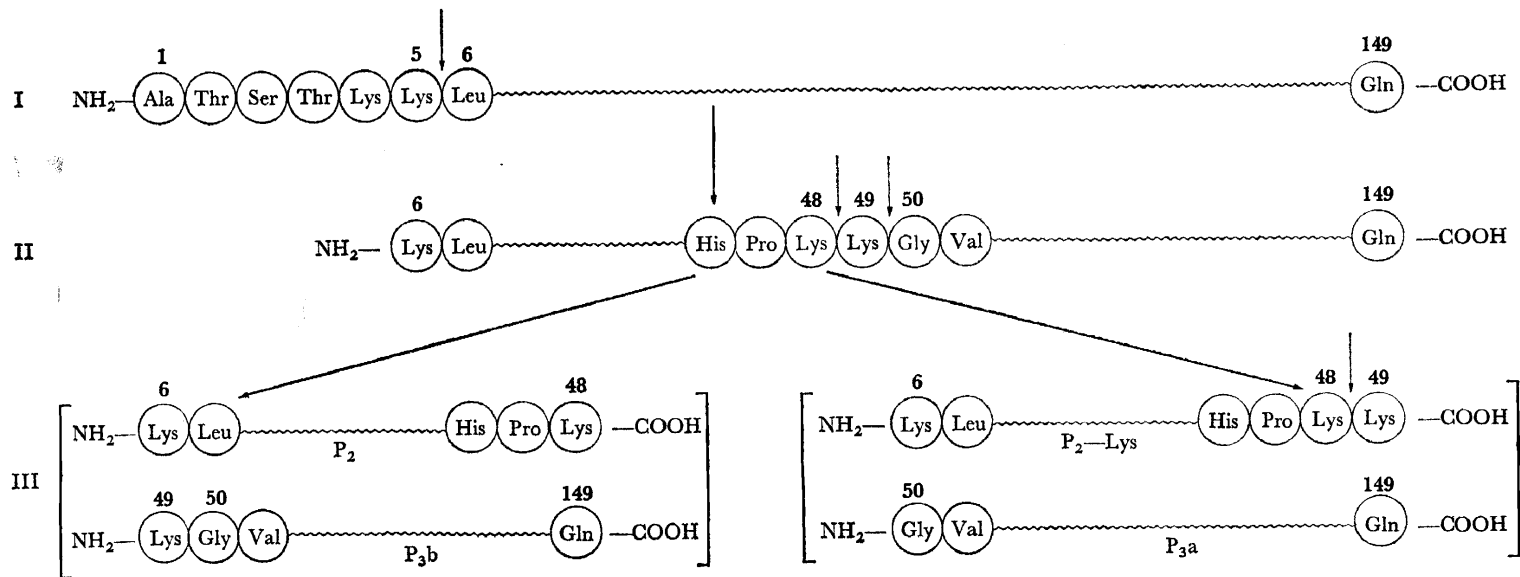 1 5 6 149
I NH₂— Ala Thr Ser Thr Lys Lys Leu Gln —COOH
6 48 49 50 149
II NH₂— Lys Leu His Pro Lys Lys Gly Val Gln —COOH
6 48 6 48 49
NH₂— Lys Leu His Pro Lys —COOH NH₂— Lys Leu His Pro Lys Lys —COOH
P₂ P₂—Lys
III
49 50 149 50 149
NH₂— Lys Gly Val Gln —COOH NH₂— Gly Val Gln —COOH
P₃b P₃a